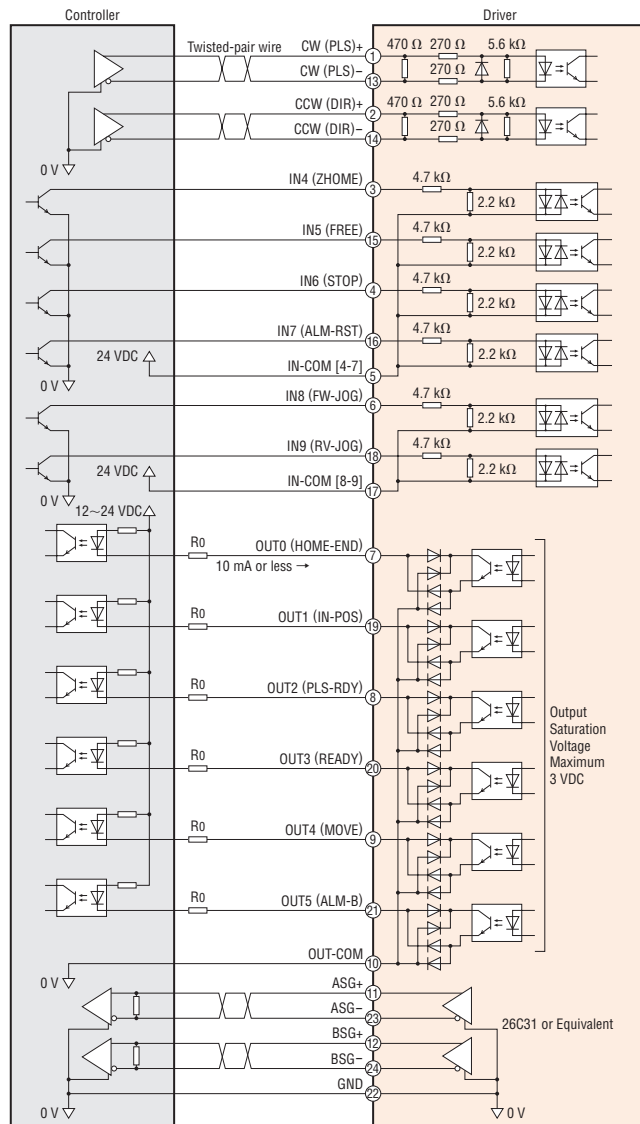 Controller
Driver
Twisted-pair wire
CW (PLS)+
1
470 Ω
270 Ω
5.6 kΩ
CW (PLS)−
13
270 Ω
CCW (DIR)+
2
470 Ω
270 Ω
5.6 kΩ
CCW (DIR)−
14
270 Ω
0 V
IN4 (ZHOME)
3
4.7 kΩ
2.2 kΩ
IN5 (FREE)
15
4.7 kΩ
2.2 kΩ
IN6 (STOP)
4
4.7 kΩ
2.2 kΩ
IN7 (ALM-RST)
16
4.7 kΩ
2.2 kΩ
24 VDC
IN-COM [4-7]
5
0 V
IN8 (FW-JOG)
6
4.7 kΩ
2.2 kΩ
IN9 (RV-JOG)
18
4.7 kΩ
2.2 kΩ
24 VDC
IN-COM [8-9]
17
0 V
12~24 VDC
R0
OUT0 (HOME-END)
7
10 mA or less →
R0
OUT1 (IN-POS)
19
R0
OUT2 (PLS-RDY)
8
Output
Saturation
Voltage
Maximum
3 VDC
R0
OUT3 (READY)
20
R0
OUT4 (MOVE)
9
R0
OUT5 (ALM-B)
21
OUT-COM
10
0 V
ASG+
11
ASG−
23
26C31 or Equivalent
BSG+
12
BSG−
24
GND
22
0 V
0 V